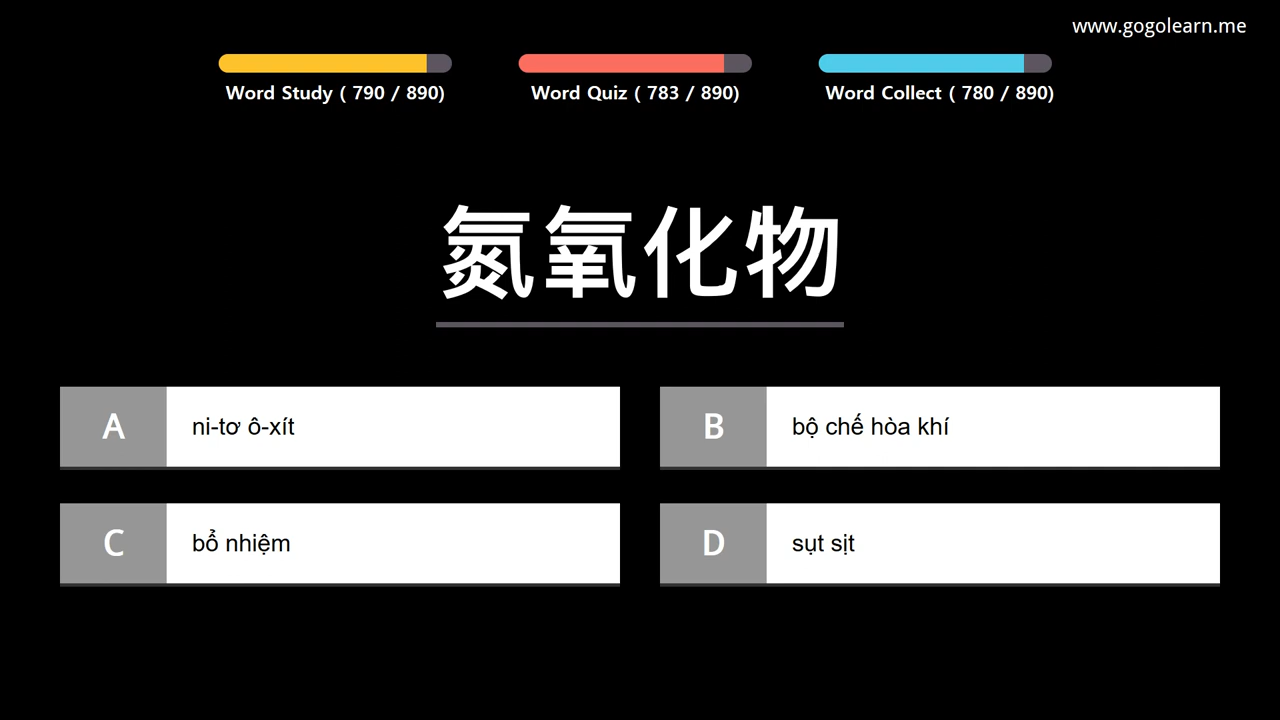 www.gogolearn.me
Word Study ( 790 / 890)
Word Quiz ( 783 / 890)
Word Collect ( 780 / 890)
氮氧化物
A ni-tơ ô-xít
B bộ chế hòa khí
C bổ nhiệm
D sụt sịt